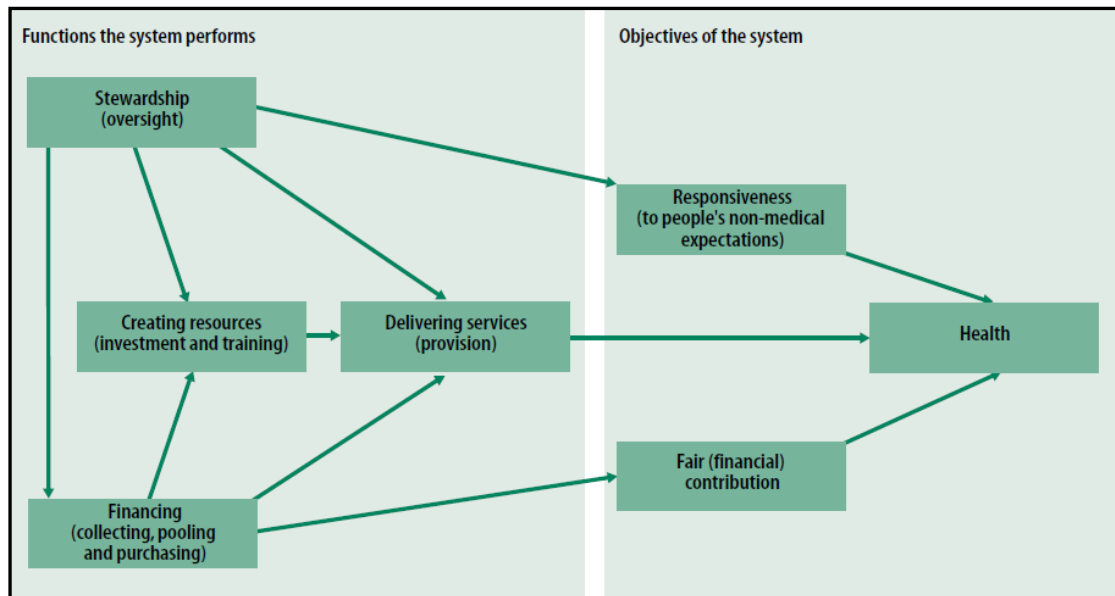 Functions the system performs
Objectives of the system
Stewardship
(oversight)
Responsiveness
(to people's non-medical
expectations)
Creating resources
(investment and training)
Delivering services
(provision)
Health
Fair (financial)
contribution
Financing
(collecting, pooling
and purchasing)